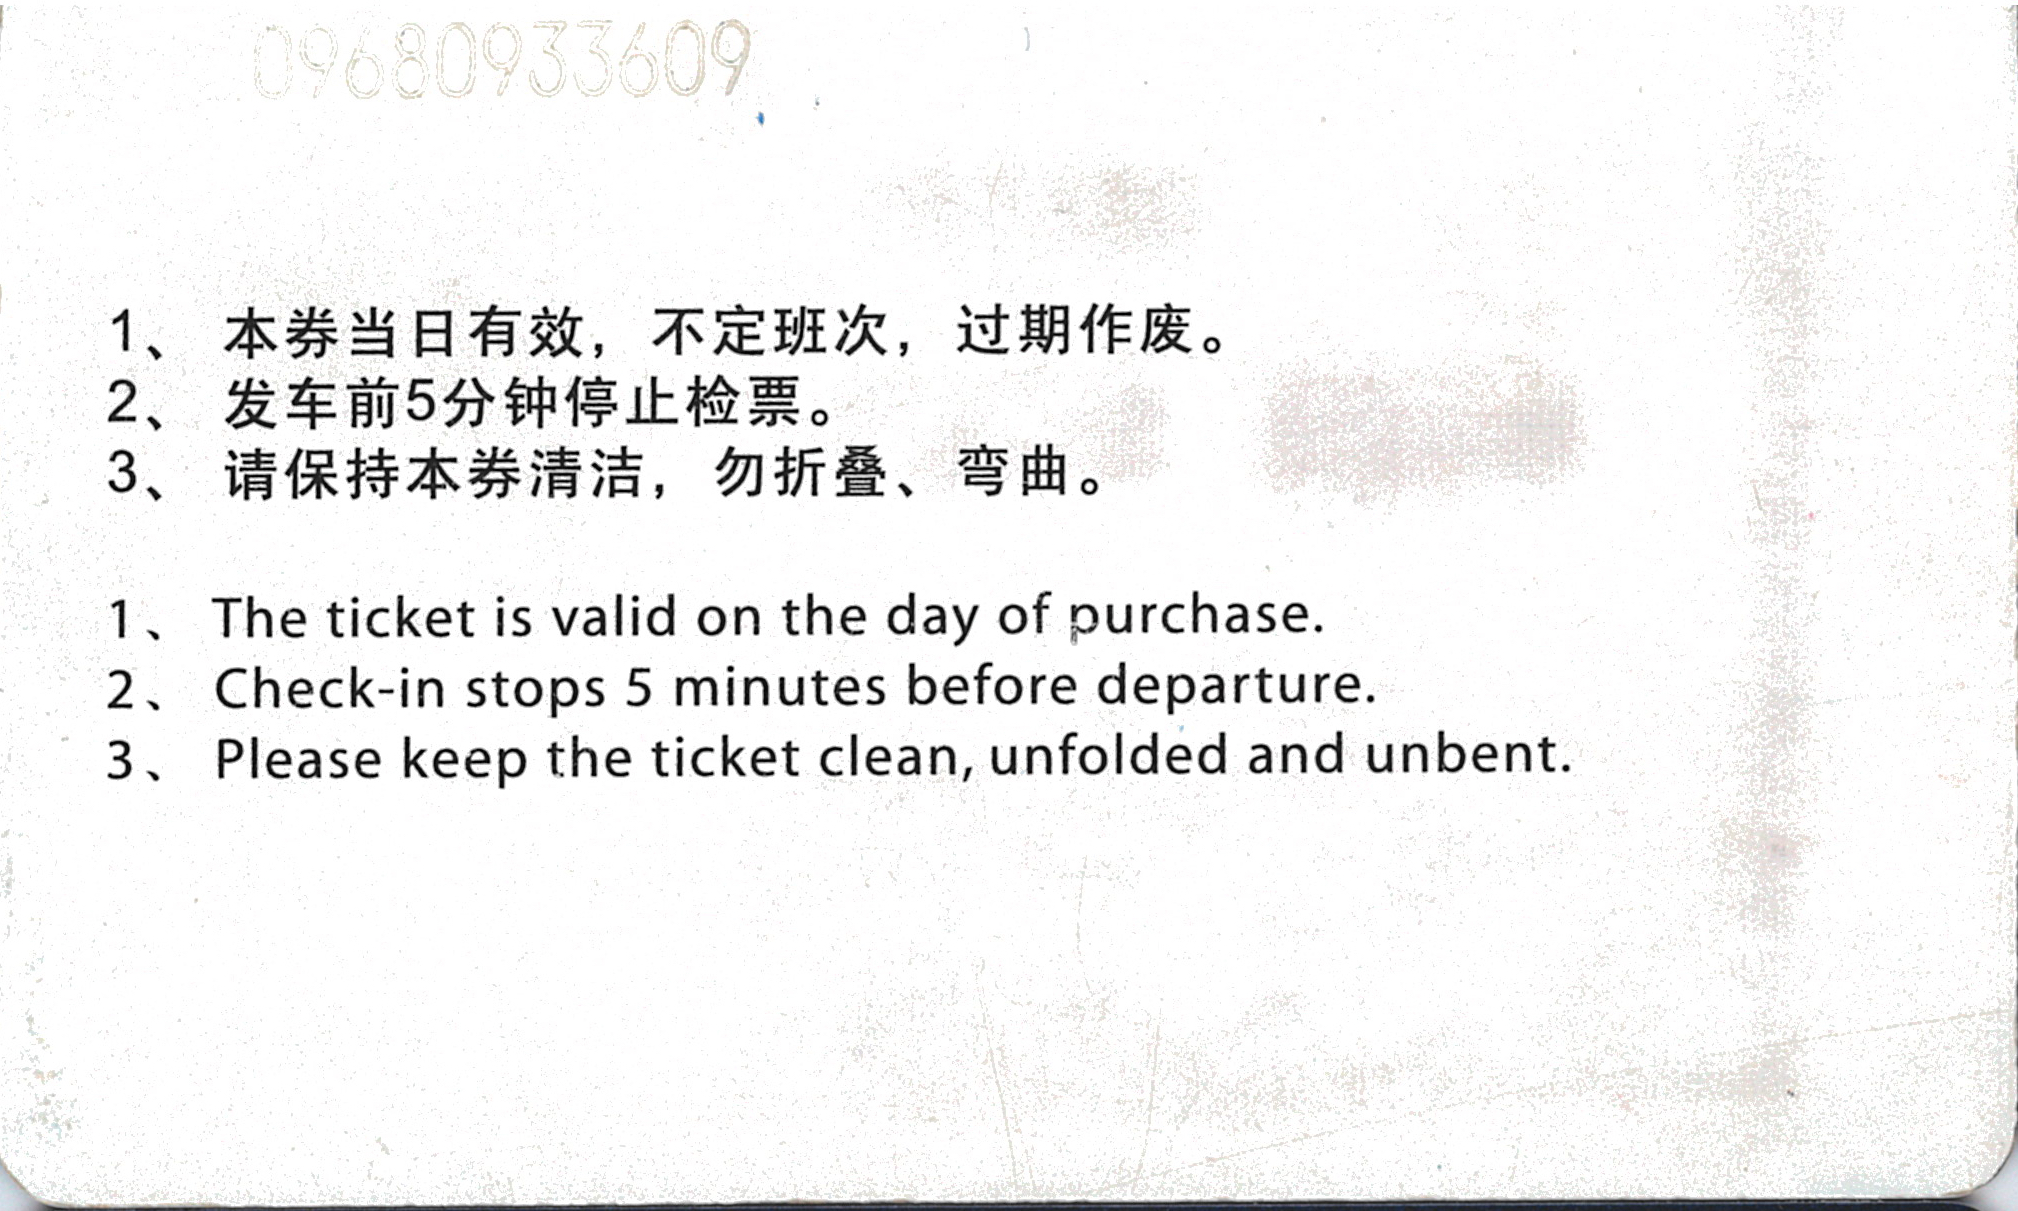 09680933609
1、 本券当日有效，不定班次，过期作废。
2、 发车前5分钟停止检票。
3、 请保持本券清洁，勿折叠、弯曲。
1、 The ticket is valid on the day of purchase.
2、 Check-in stops 5 minutes before departure.
3、 Please keep the ticket clean, unfolded and unbent.